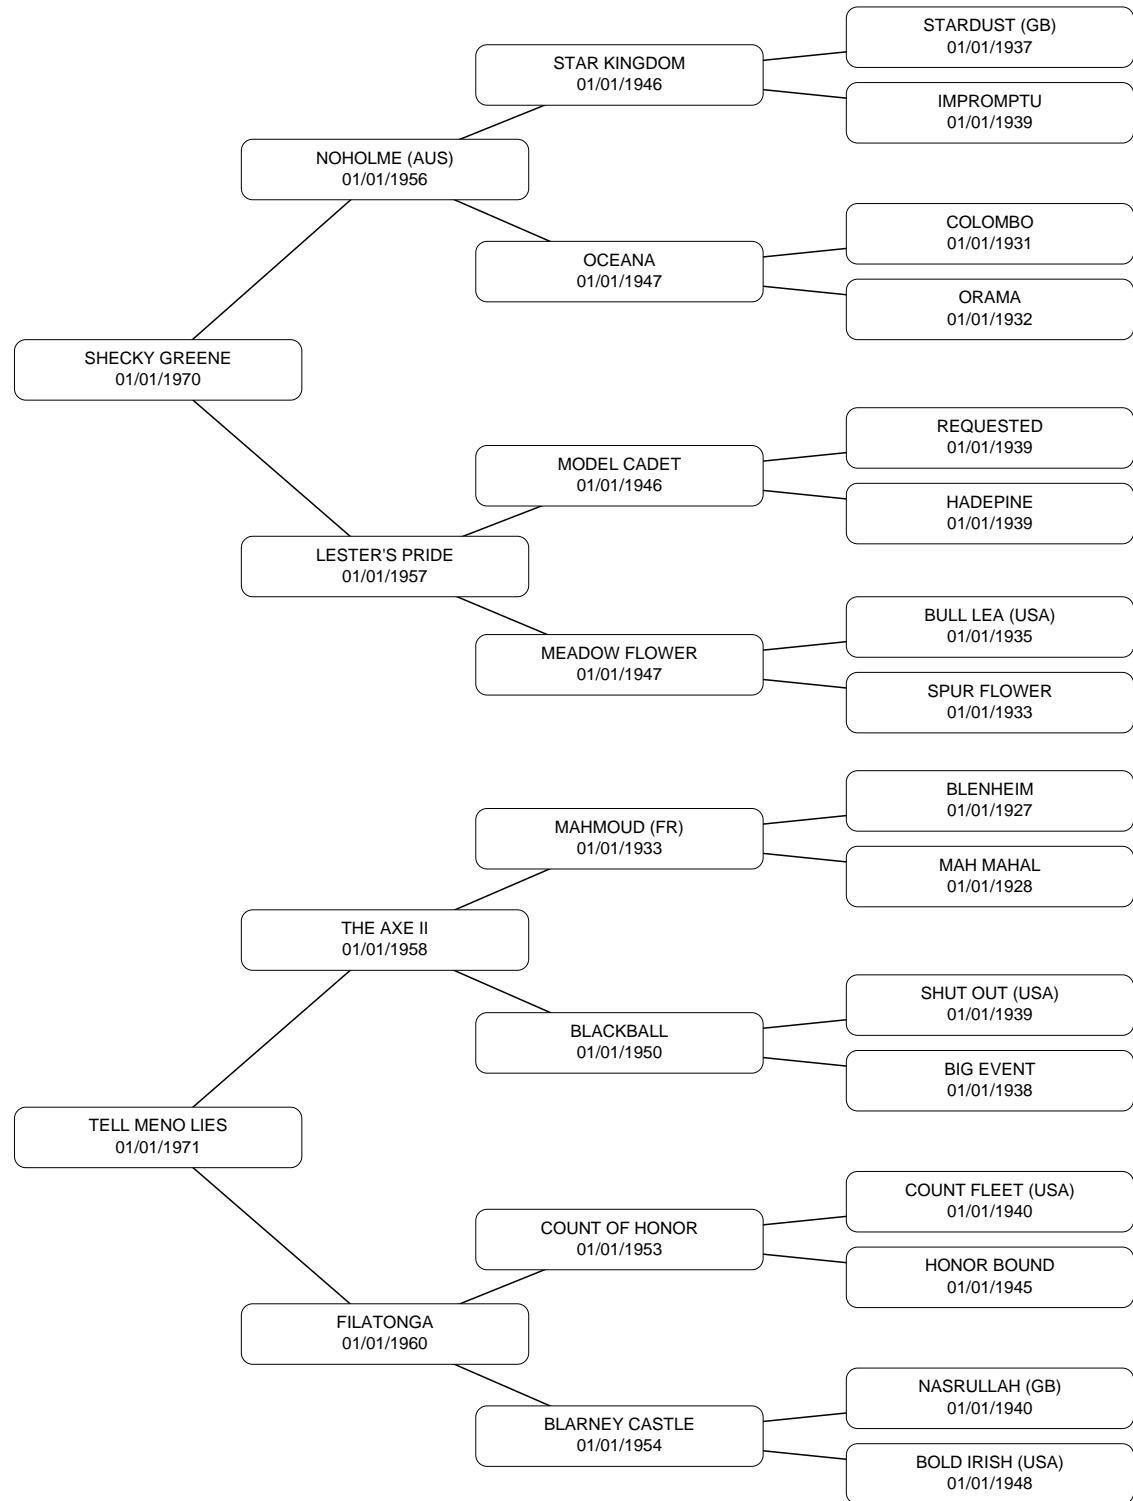 STARDUST (GB)
01/01/1937
STAR KINGDOM
01/01/1946
IMPROMPTU
01/01/1939
NOHOLME (AUS)
01/01/1956
COLOMBO
01/01/1931
OCEANA
01/01/1947
ORAMA
01/01/1932
SHECKY GREENE
01/01/1970
REQUESTED
01/01/1939
MODEL CADET
01/01/1946
HADEPINE
01/01/1939
LESTER'S PRIDE
01/01/1957
BULL LEA (USA)
01/01/1935
MEADOW FLOWER
01/01/1947
SPUR FLOWER
01/01/1933
BLENHEIM
01/01/1927
MAHMOUD (FR)
01/01/1933
MAH MAHAL
01/01/1928
THE AXE II
01/01/1958
SHUT OUT (USA)
01/01/1939
BLACKBALL
01/01/1950
BIG EVENT
01/01/1938
TELL MENO LIES
01/01/1971
COUNT FLEET (USA)
01/01/1940
COUNT OF HONOR
01/01/1953
HONOR BOUND
01/01/1945
FILATONGA
01/01/1960
NASRULLAH (GB)
01/01/1940
BLARNEY CASTLE
01/01/1954
BOLD IRISH (USA)
01/01/1948